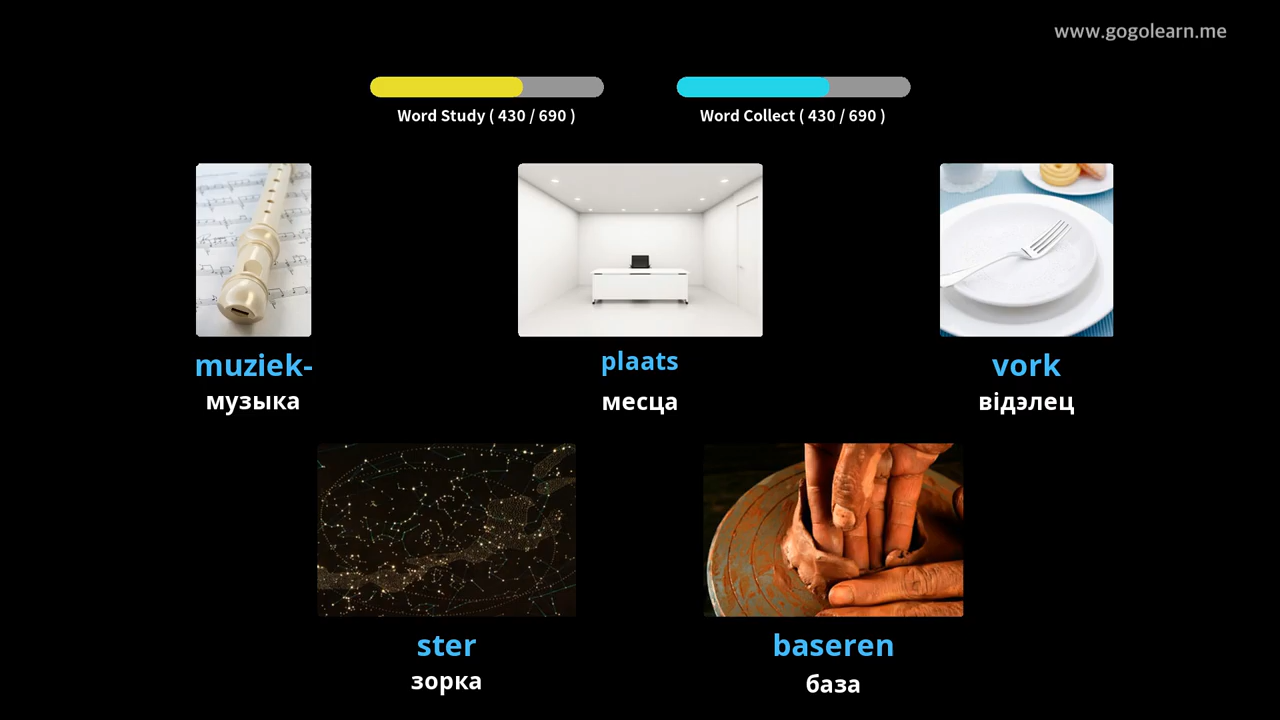 www.gogolearn.me
Word Study ( 430 / 690 )
Word Collect ( 430 / 690 )
muziek-
музыка
plaats
месца
vork
відэлец
ster
зорка
baseren
база